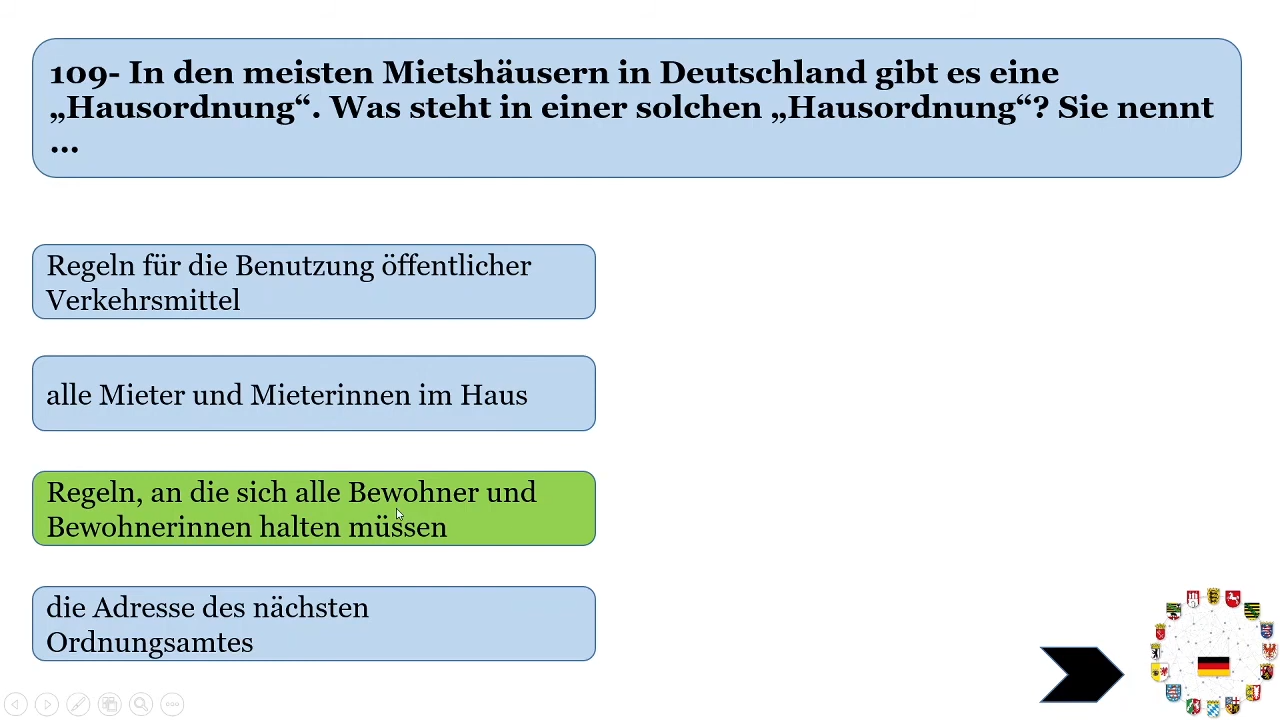 109- In den meisten Mietshäusern in Deutschland gibt es eine
„Hausordnung“. Was steht in einer solchen „Hausordnung“? Sie nennt
...
Regeln für die Benutzung öffentlicher
Verkehrsmittel
alle Mieter und Mieterinnen im Haus
Regeln, an die sich alle Bewohner und
Bewohnerinnen halten müssen
die Adresse des nächsten
Ordnungsamtes